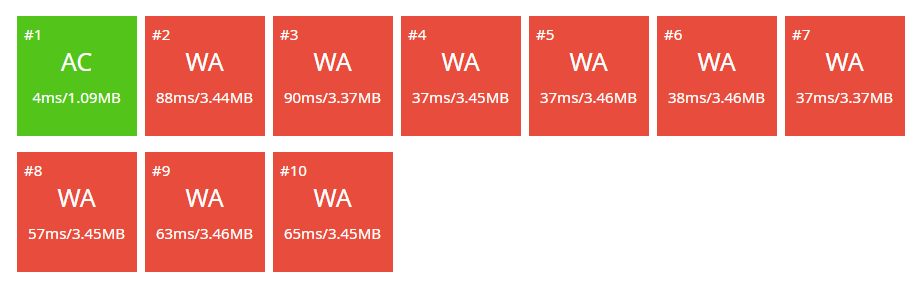 #1
AC
4ms/1.09MB
#2
WA
88ms/3.44MB
#3
WA
90ms/3.37MB
#4
WA
37ms/3.45MB
#5
WA
37ms/3.46MB
#6
WA
38ms/3.46MB
#7
WA
37ms/3.37MB
#8
WA
57ms/3.45MB
#9
WA
63ms/3.46MB
#10
WA
65ms/3.45MB